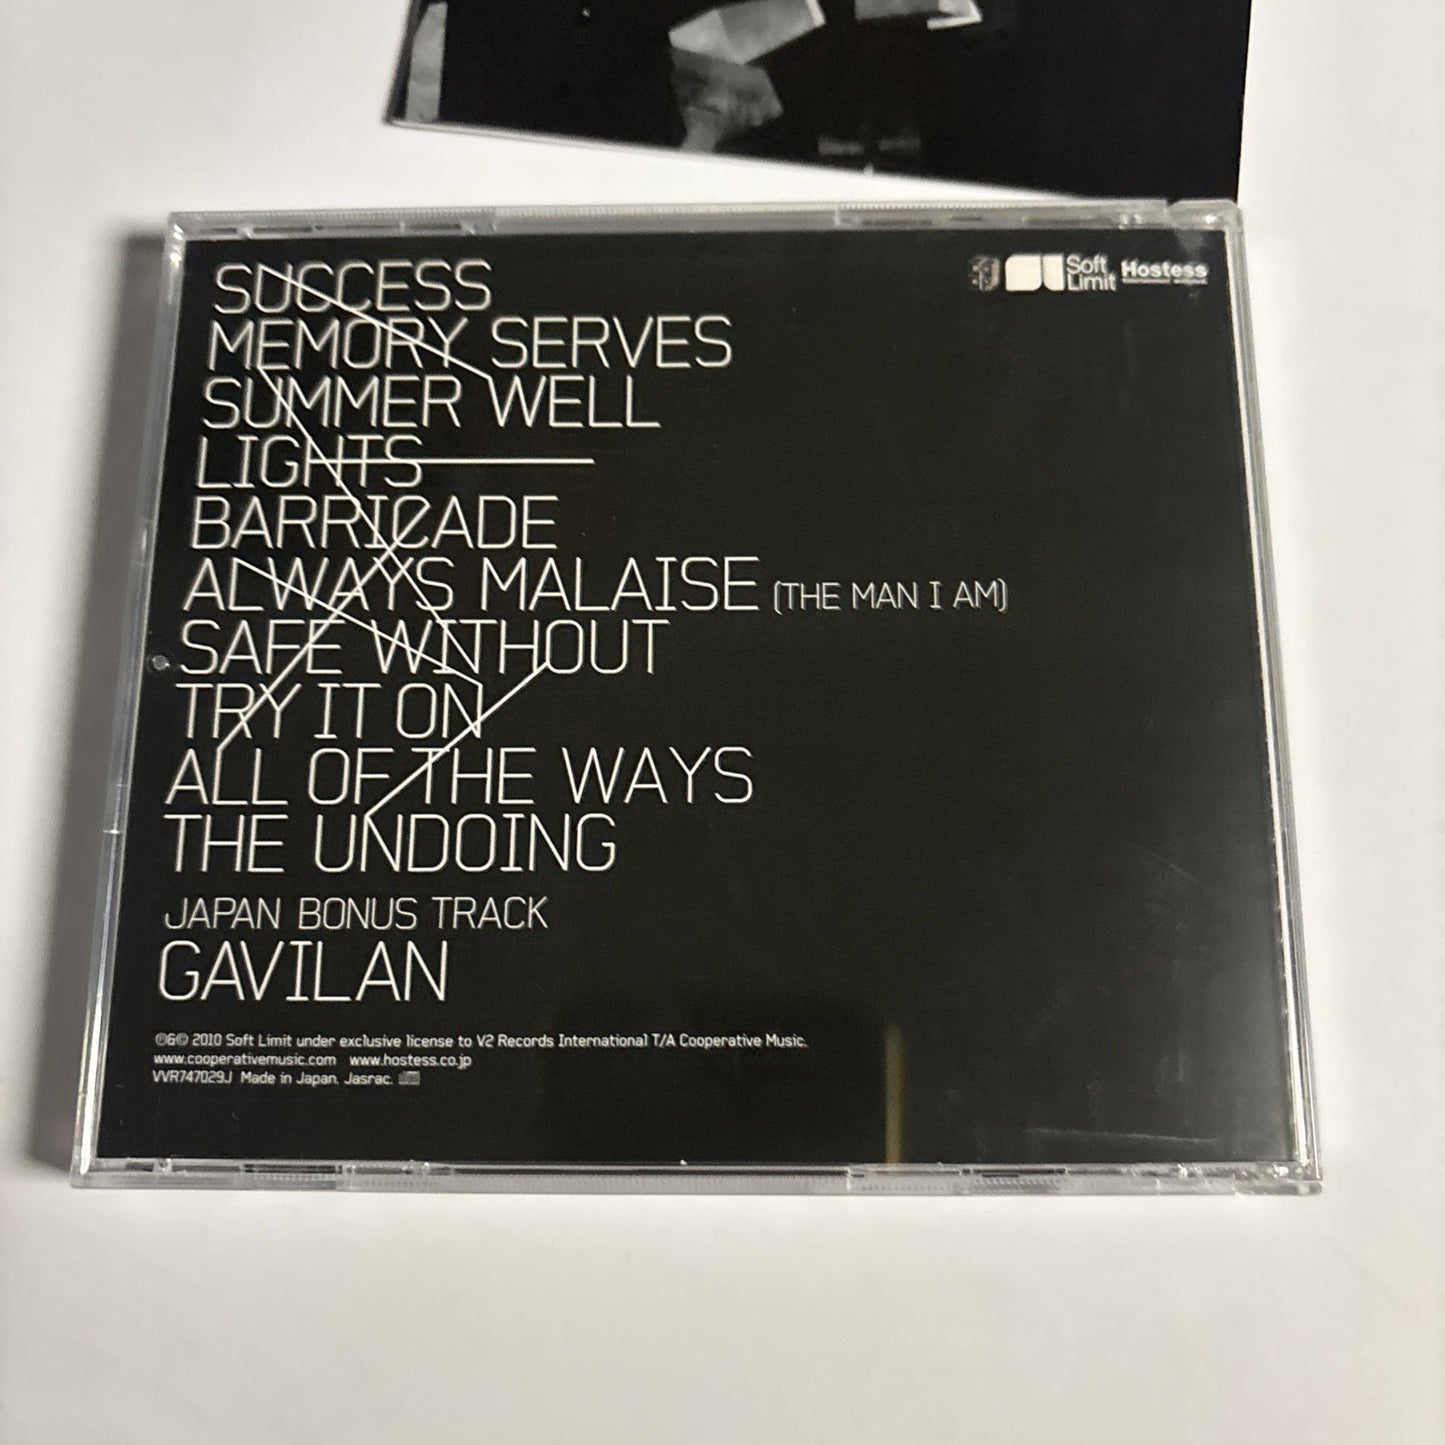 SUCCESS
MEMORY SERVES
SUMMER WELL
LIGHTS
BARRICADE
ALWAYS MALAISE (THE MAN I AM)
SAFE WITHOUT
TRY IT ON
ALL OF THE WAYS
THE UNDOING
JAPAN BONUS TRACK
GAVILAN
Soft
Limit
Hostess
℗&© 2010 Soft Limit under exclusive license to V2 Records International T/A Cooperative Music.
www.cooperativemusic.com www.hostess.co.jp
VVR747029J Made in Japan. Jasrac.